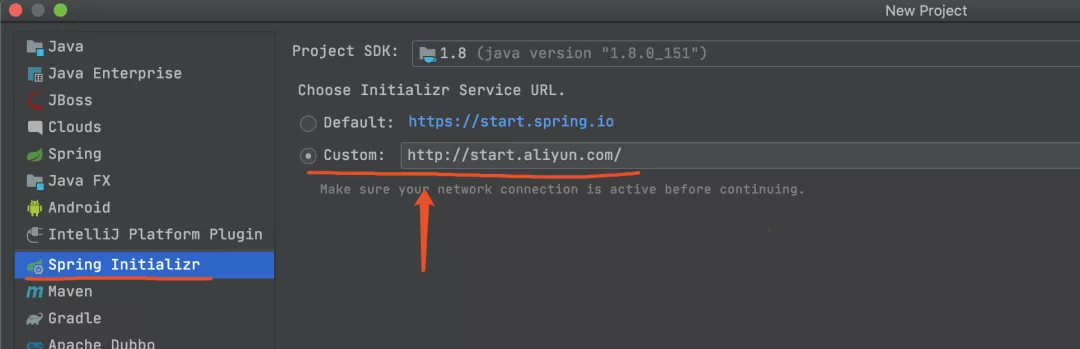 New Project
Java
Java Enterprise
JBoss
Clouds
Spring
Java FX
Android
IntelliJ Platform Plugin
Spring Initializr
Maven
Gradle
Apache Dubbo
Project SDK: 1.8 (java version "1.8.0_151")
Choose Initializr Service URL.
Default: https://start.spring.io
Custom: http://start.aliyun.com/
Make sure your network connection is active before continuing.